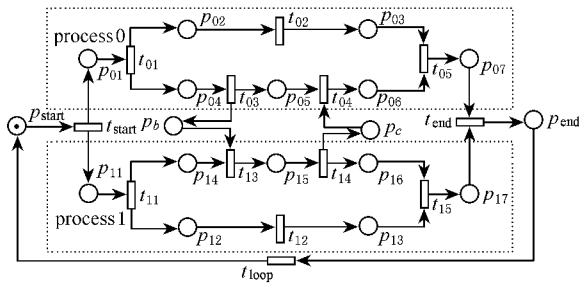 process 0
p02
t02
p03
p01
t01
t05
p07
p04
t03
p05
t04
p06
pstart
tstart
pb
pc
tend
pend
p11
p14
t13
p15
t14
p16
t11
t15
p17
process 1
p12
t12
p13
tloop